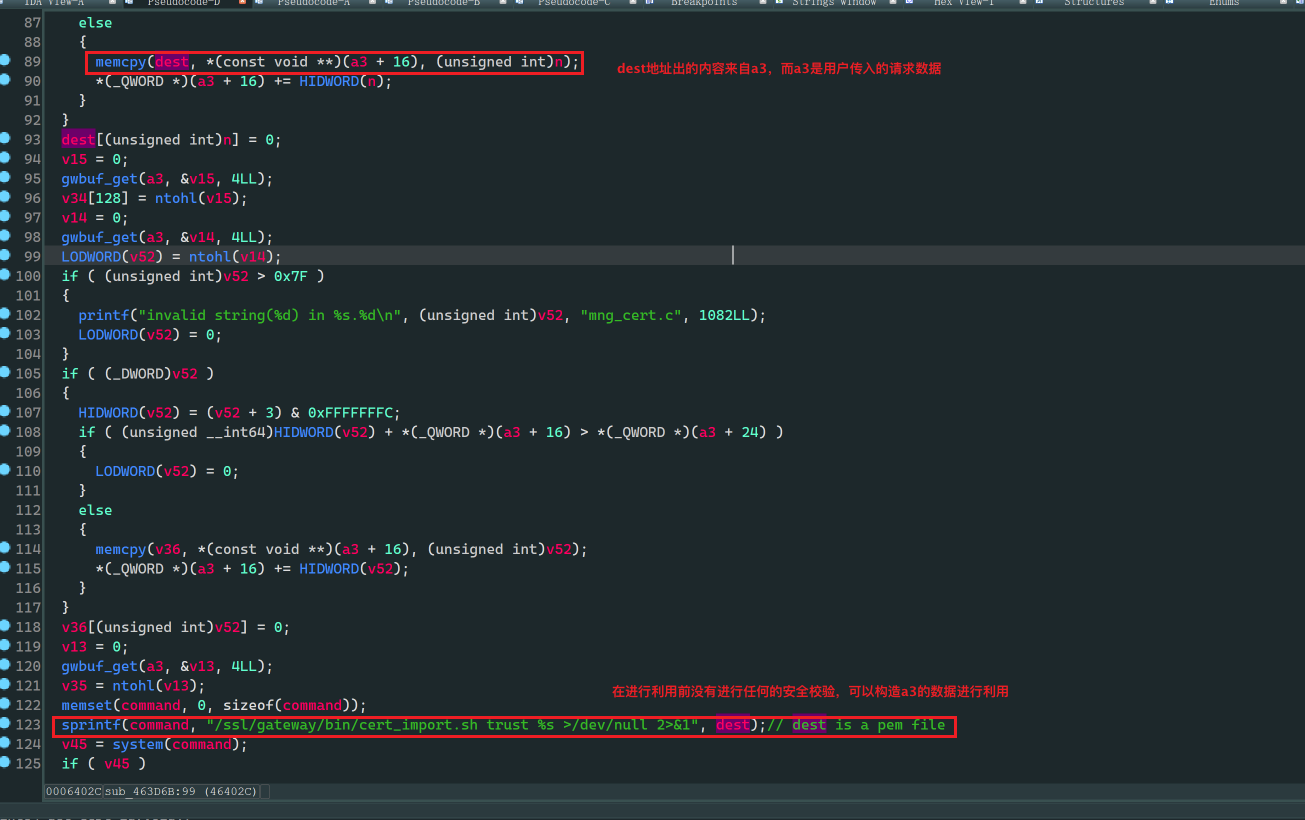 IDA View-A Pseudocode-D Pseudocode-A Pseudocode-B Pseudocode-C Breakpoints Strings window Hex View-1 Structures Enums
87 else
88 {
89 memcpy(dest, *(const void **)(a3 + 16), (unsigned int)n); dest地址出的内容来自a3，而a3是用户传入的请求数据
90 *(_QWORD *)(a3 + 16) += HIDWORD(n);
91 }
92 }
93 dest[(unsigned int)n] = 0;
94 v15 = 0;
95 gwbuf_get(a3, &v15, 4LL);
96 v34[128] = ntohl(v15);
97 v14 = 0;
98 gwbuf_get(a3, &v14, 4LL);
99 LODWORD(v52) = ntohl(v14);
100 if ( (unsigned int)v52 > 0x7F )
101 {
102 printf("invalid string(%d) in %s.%d\n", (unsigned int)v52, "mng_cert.c", 1082LL);
103 LODWORD(v52) = 0;
104 }
105 if ( (_DWORD)v52 )
106 {
107 HIDWORD(v52) = (v52 + 3) & 0xFFFFFFFC;
108 if ( (unsigned __int64)HIDWORD(v52) + *(_QWORD *)(a3 + 16) > *(_QWORD *)(a3 + 24) )
109 {
110 LODWORD(v52) = 0;
111 }
112 else
113 {
114 memcpy(v36, *(const void **)(a3 + 16), (unsigned int)v52);
115 *(_QWORD *)(a3 + 16) += HIDWORD(v52);
116 }
117 }
118 v36[(unsigned int)v52] = 0;
119 v13 = 0;
120 gwbuf_get(a3, &v13, 4LL);
121 v35 = ntohl(v13); 在进行利用前没有进行任何的安全校验，可以构造a3的数据进行利用
122 memset(command, 0, sizeof(command));
123 sprintf(command, "/ssl/gateway/bin/cert_import.sh trust %s >/dev/null 2>&1", dest);// dest is a pem file
124 v45 = system(command);
125 if ( v45 )
0006402C sub_463D6B:99 (46402C)